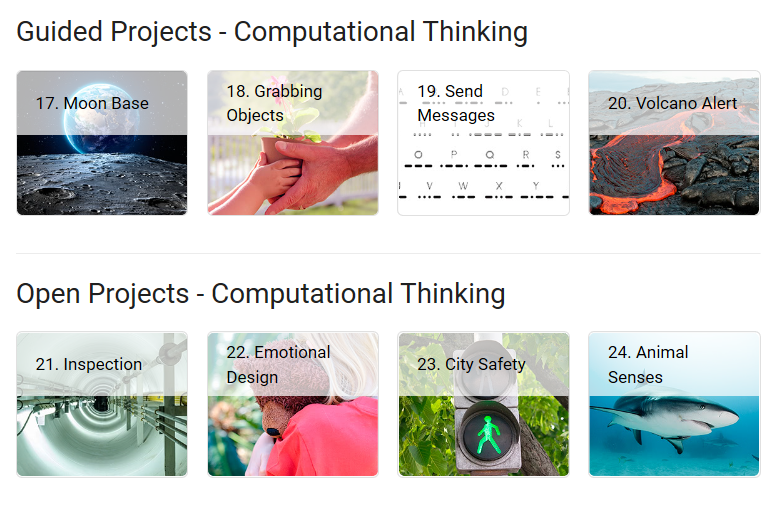 Guided Projects - Computational Thinking
17. Moon Base
18. Grabbing
Objects
19. Send
Messages
20. Volcano Alert
D E E
K L
O P Q R S
V W X Y
Open Projects - Computational Thinking
21. Inspection
22. Emotional
Design
23. City Safety
24. Animal
Senses